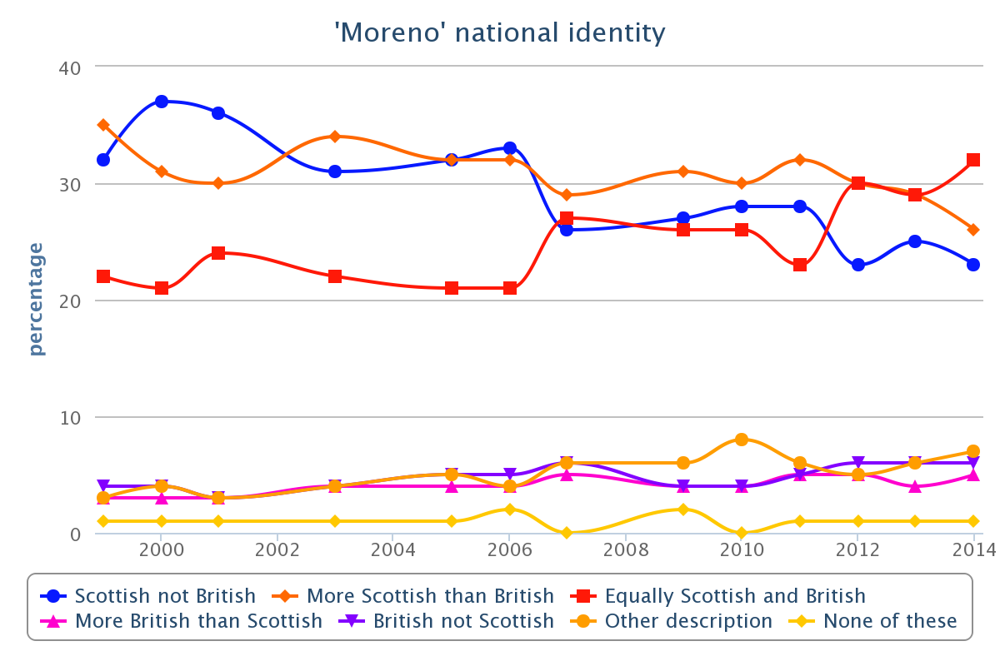 'Moreno' national identity
40
30
20
10
0
percentage
2000 2002 2004 2006 2008 2010 2012 2014
Scottish not British More Scottish than British Equally Scottish and British
More British than Scottish British not Scottish Other description None of these